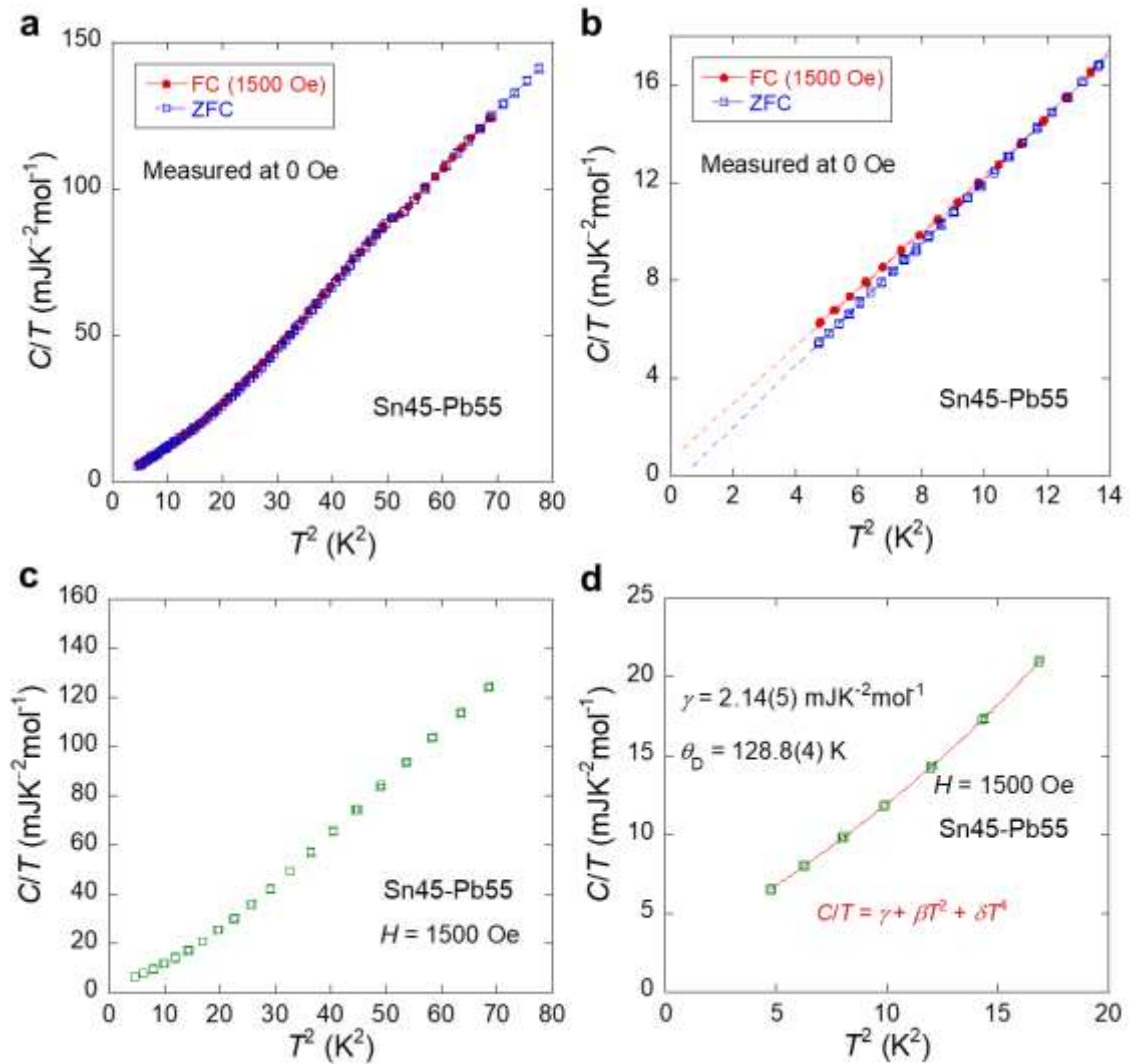 a
150
100
50
0
0 10 20 30 40 50 60 70 80
C/T (mJK⁻²mol⁻¹)
T² (K²)
FC (1500 Oe)
ZFC
Measured at 0 Oe
Sn45-Pb55
b
16
12
8
4
0
0 2 4 6 8 10 12 14
C/T (mJK⁻²mol⁻¹)
T² (K²)
FC (1500 Oe)
ZFC
Measured at 0 Oe
Sn45-Pb55
c
160
140
120
100
80
60
40
20
0
0 10 20 30 40 50 60 70 80
C/T (mJK⁻²mol⁻¹)
T² (K²)
Sn45-Pb55
H = 1500 Oe
d
25
20
15
10
5
0
0 5 10 15 20
C/T (mJK⁻²mol⁻¹)
T² (K²)
γ = 2.14(5) mJK⁻²mol⁻¹
θ_D = 128.8(4) K
H = 1500 Oe
Sn45-Pb55
C/T = γ + βT² + δT⁴